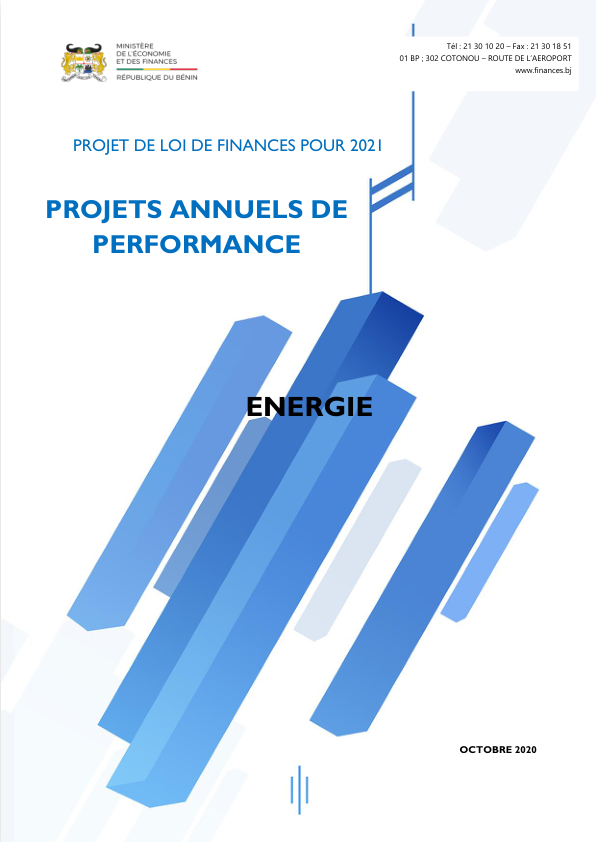 MINISTÈRE
DE L'ÉCONOMIE
ET DES FINANCES
RÉPUBLIQUE DU BÉNIN
Tél : 21 30 10 20 – Fax : 21 30 18 51
01 BP ; 302 COTONOU – ROUTE DE L'AEROPORT
www.finances.bj
PROJET DE LOI DE FINANCES POUR 2021
PROJETS ANNUELS DE
PERFORMANCE
ENERGIE
OCTOBRE 2020